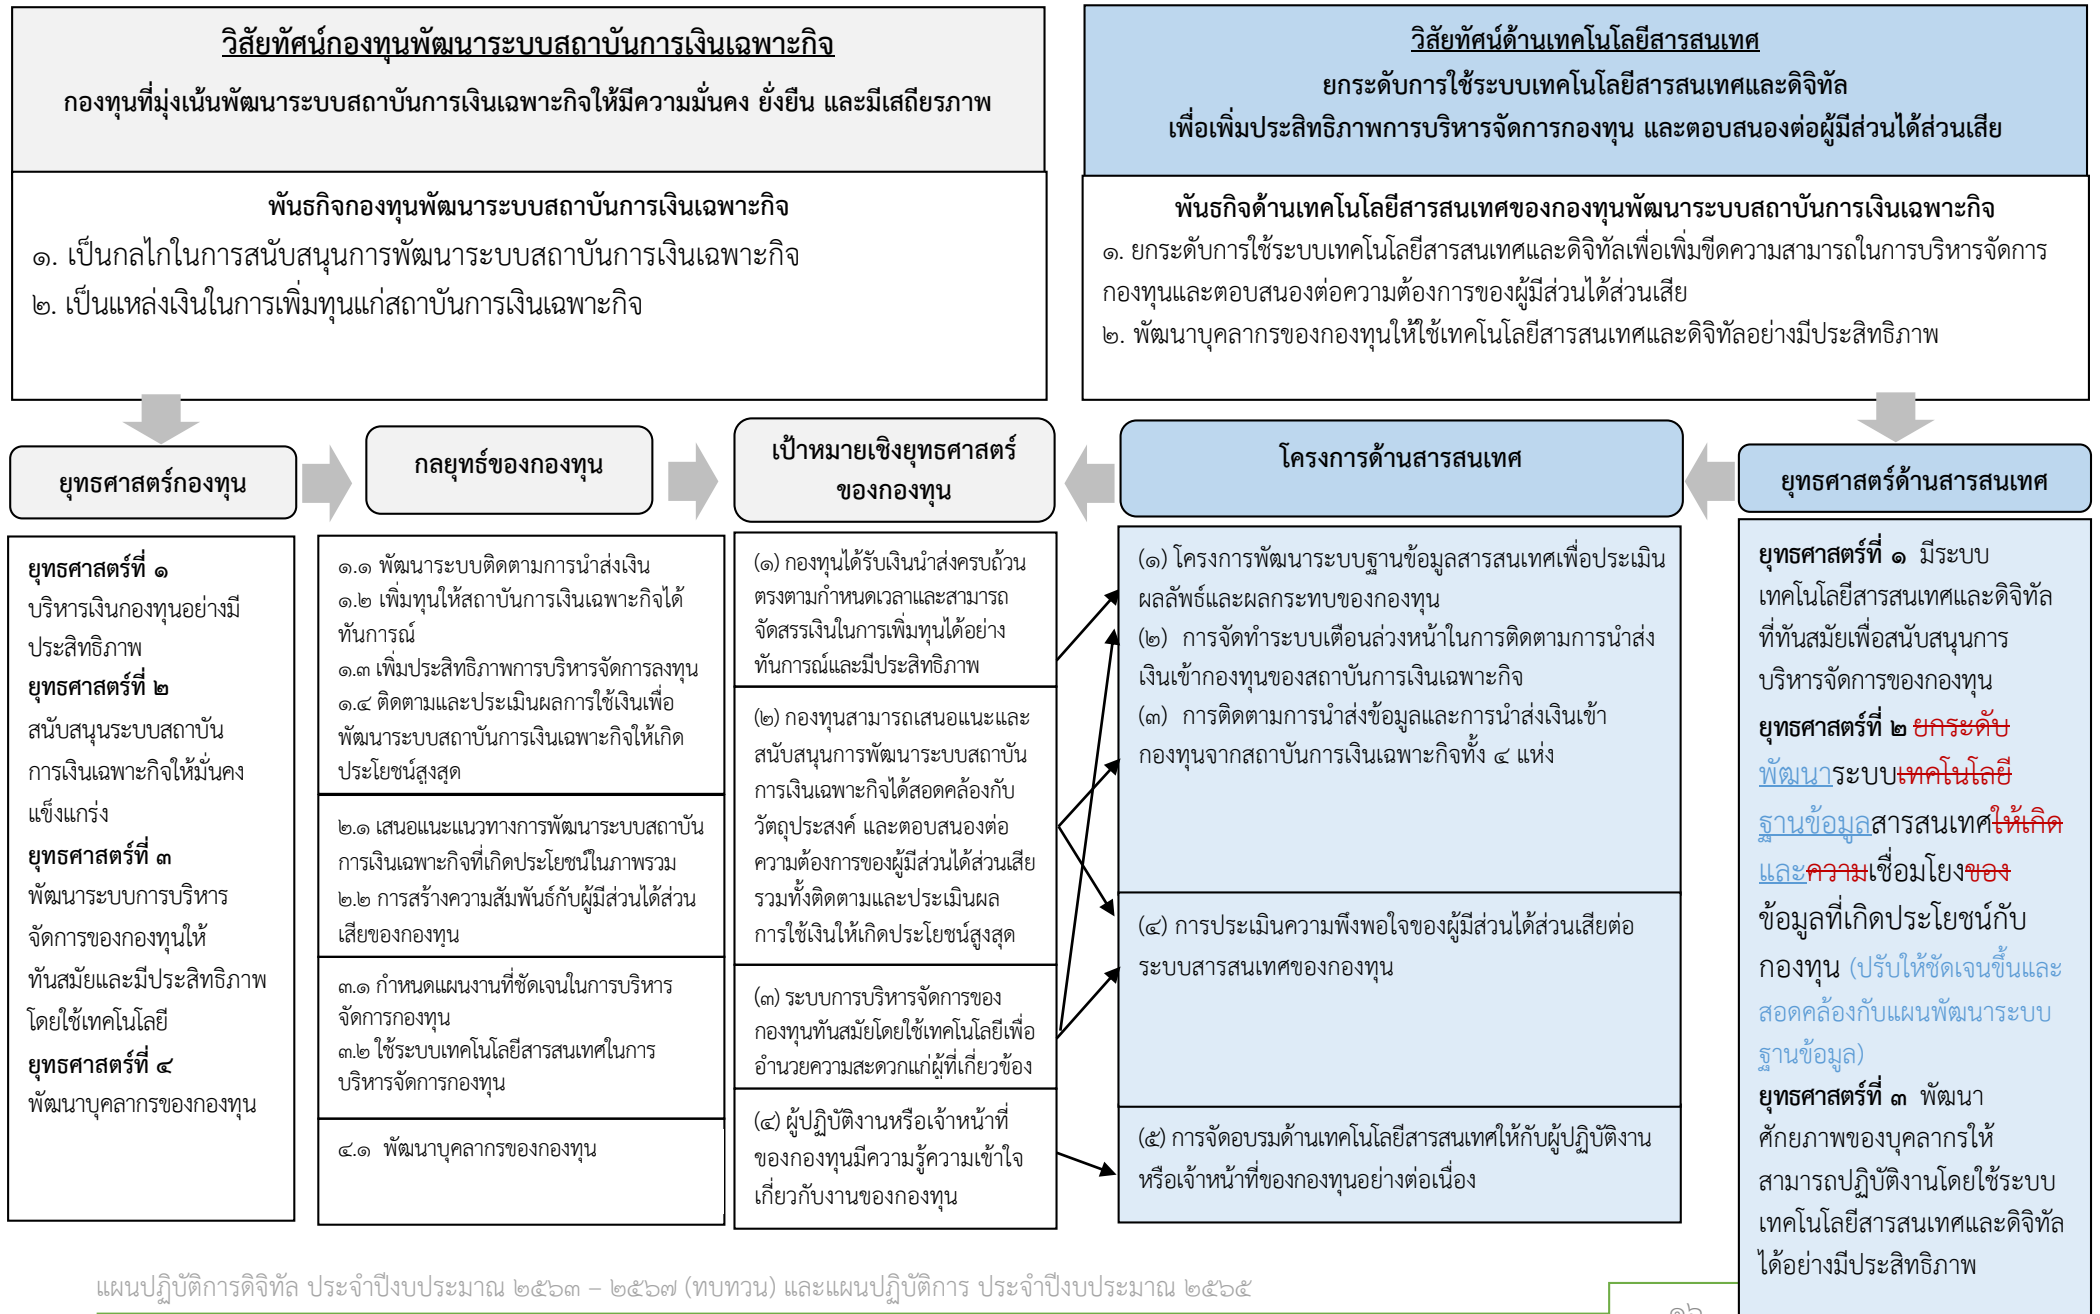 วิสัยทัศน์กองทุนพัฒนาระบบสถาบันการเงินเฉพาะกิจ
กองทุนที่มุ่งเน้นพัฒนาระบบสถาบันการเงินเฉพาะกิจให้มีความมั่นคง ยั่งยืน และมีเสถียรภาพ
วิสัยทัศน์ด้านเทคโนโลยีสารสนเทศ
ยกระดับการใช้ระบบเทคโนโลยีสารสนเทศและดิจิทัล
เพื่อเพิ่มประสิทธิภาพการบริหารจัดการกองทุน และตอบสนองต่อผู้มีส่วนได้ส่วนเสีย
พันธกิจกองทุนพัฒนาระบบสถาบันการเงินเฉพาะกิจ
๑. เป็นกลไกในการสนับสนุนการพัฒนาระบบสถาบันการเงินเฉพาะกิจ
๒. เป็นแหล่งเงินในการเพิ่มทุนแก่สถาบันการเงินเฉพาะกิจ
พันธกิจด้านเทคโนโลยีสารสนเทศของกองทุนพัฒนาระบบสถาบันการเงินเฉพาะกิจ
๑. ยกระดับการใช้ระบบเทคโนโลยีสารสนเทศและดิจิทัลเพื่อเพิ่มขีดความสามารถในการบริหารจัดการ
กองทุนและตอบสนองต่อความต้องการของผู้มีส่วนได้ส่วนเสีย
๒. พัฒนาบุคลากรของกองทุนให้ใช้เทคโนโลยีสารสนเทศและดิจิทัลอย่างมีประสิทธิภาพ
ยุทธศาสตร์กองทุน
กลยุทธ์ของกองทุน
เป้าหมายเชิงยุทธศาสตร์
ของกองทุน
โครงการด้านสารสนเทศ
ยุทธศาสตร์ด้านสารสนเทศ
ยุทธศาสตร์ที่ ๑
บริหารเงินกองทุนอย่างมี
ประสิทธิภาพ
ยุทธศาสตร์ที่ ๒
สนับสนุนระบบสถาบัน
การเงินเฉพาะกิจให้มั่นคง
แข็งแกร่ง
ยุทธศาสตร์ที่ ๓
พัฒนาระบบการบริหาร
จัดการของกองทุนให้
ทันสมัยและมีประสิทธิภาพ
โดยใช้เทคโนโลยี
ยุทธศาสตร์ที่ ๔
พัฒนาบุคลากรของกองทุน
๑.๑ พัฒนาระบบติดตามการนำส่งเงิน
๑.๒ เพิ่มทุนให้สถาบันการเงินเฉพาะกิจได้
ทันการณ์
๑.๓ เพิ่มประสิทธิภาพการบริหารจัดการลงทุน
๑.๔ ติดตามและประเมินผลการใช้เงินเพื่อ
พัฒนาระบบสถาบันการเงินเฉพาะกิจให้เกิด
ประโยชน์สูงสุด
๒.๑ เสนอแนะแนวทางการพัฒนาระบบสถาบัน
การเงินเฉพาะกิจที่เกิดประโยชน์ในภาพรวม
๒.๒ การสร้างความสัมพันธ์กับผู้มีส่วนได้ส่วน
เสียของกองทุน
๓.๑ กำหนดแผนงานที่ชัดเจนในการบริหาร
จัดการกองทุน
๓.๒ ใช้ระบบเทคโนโลยีสารสนเทศในการ
บริหารจัดการกองทุน
๔.๑ พัฒนาบุคลากรของกองทุน
(๑) กองทุนได้รับเงินนำส่งครบถ้วน
ตรงตามกำหนดเวลาและสามารถ
จัดสรรเงินในการเพิ่มทุนได้อย่าง
ทันการณ์และมีประสิทธิภาพ
(๒) กองทุนสามารถเสนอแนะและ
สนับสนุนการพัฒนาระบบสถาบัน
การเงินเฉพาะกิจได้สอดคล้องกับ
วัตถุประสงค์ และตอบสนองต่อ
ความต้องการของผู้มีส่วนได้ส่วนเสีย
รวมทั้งติดตามและประเมินผล
การใช้เงินให้เกิดประโยชน์สูงสุด
(๓) ระบบการบริหารจัดการของ
กองทุนทันสมัยโดยใช้เทคโนโลยีเพื่อ
อำนวยความสะดวกแก่ผู้ที่เกี่ยวข้อง
(๔) ผู้ปฏิบัติงานหรือเจ้าหน้าที่
ของกองทุนมีความรู้ความเข้าใจ
เกี่ยวกับงานของกองทุน
(๑) โครงการพัฒนาระบบฐานข้อมูลสารสนเทศเพื่อประเมิน
ผลลัพธ์และผลกระทบของกองทุน
(๒) การจัดทำระบบเตือนล่วงหน้าในการติดตามการนำส่ง
เงินเข้ากองทุนของสถาบันการเงินเฉพาะกิจ
(๓) การติดตามการนำส่งข้อมูลและการนำส่งเงินเข้า
กองทุนจากสถาบันการเงินเฉพาะกิจทั้ง ๔ แห่ง
(๔) การประเมินความพึงพอใจของผู้มีส่วนได้ส่วนเสียต่อ
ระบบสารสนเทศของกองทุน
(๕) การจัดอบรมด้านเทคโนโลยีสารสนเทศให้กับผู้ปฏิบัติงาน
หรือเจ้าหน้าที่ของกองทุนอย่างต่อเนื่อง
ยุทธศาสตร์ที่ ๑ มีระบบ
เทคโนโลยีสารสนเทศและดิจิทัล
ที่ทันสมัยเพื่อสนับสนุนการ
บริหารจัดการของกองทุน
ยุทธศาสตร์ที่ ๒ ยกระดับ
พัฒนาระบบเทคโนโลยี
ฐานข้อมูลสารสนเทศให้เกิด
และความเชื่อมโยงของ
ข้อมูลที่เกิดประโยชน์กับ
กองทุน (ปรับให้ชัดเจนขึ้นและ
สอดคล้องกับแผนพัฒนาระบบ
ฐานข้อมูล)
ยุทธศาสตร์ที่ ๓ พัฒนา
ศักยภาพของบุคลากรให้
สามารถปฏิบัติงานโดยใช้ระบบ
เทคโนโลยีสารสนเทศและดิจิทัล
ได้อย่างมีประสิทธิภาพ
แผนปฏิบัติการดิจิทัล ประจำปีงบประมาณ ๒๕๖๓ – ๒๕๖๗ (ทบทวน) และแผนปฏิบัติการ ประจำปีงบประมาณ ๒๕๖๕
๑๖